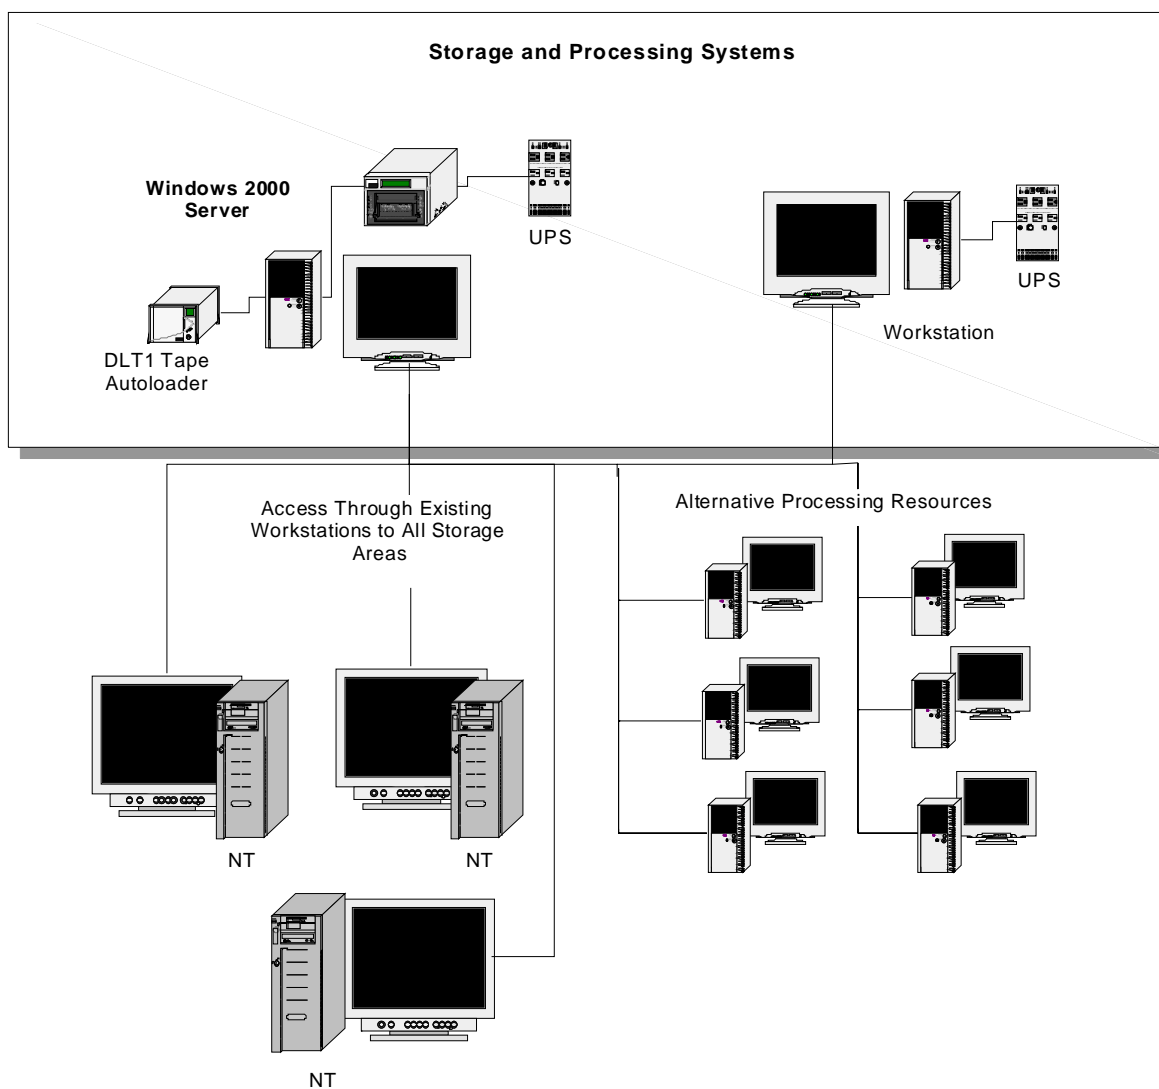 Storage and Processing Systems
Windows 2000
Server
UPS
UPS
Workstation
DLT1 Tape
Autoloader
Access Through Existing
Workstations to All Storage
Areas
Alternative Processing Resources
NT
NT
NT